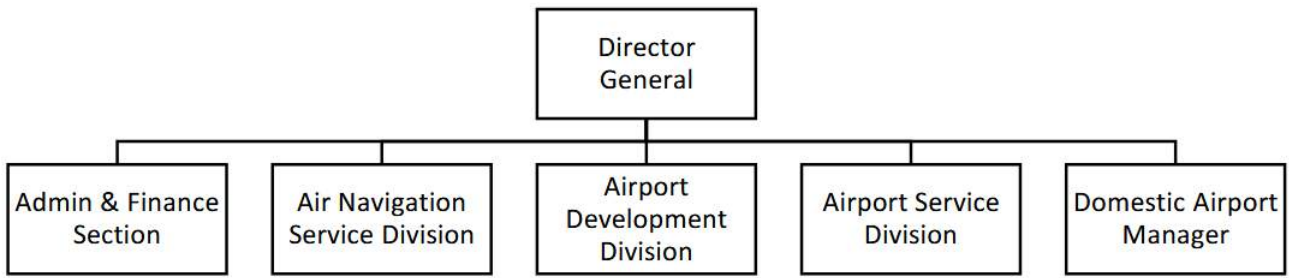 Director
General
Admin & Finance
Section
Air Navigation
Service Division
Airport
Development
Division
Airport Service
Division
Domestic Airport
Manager